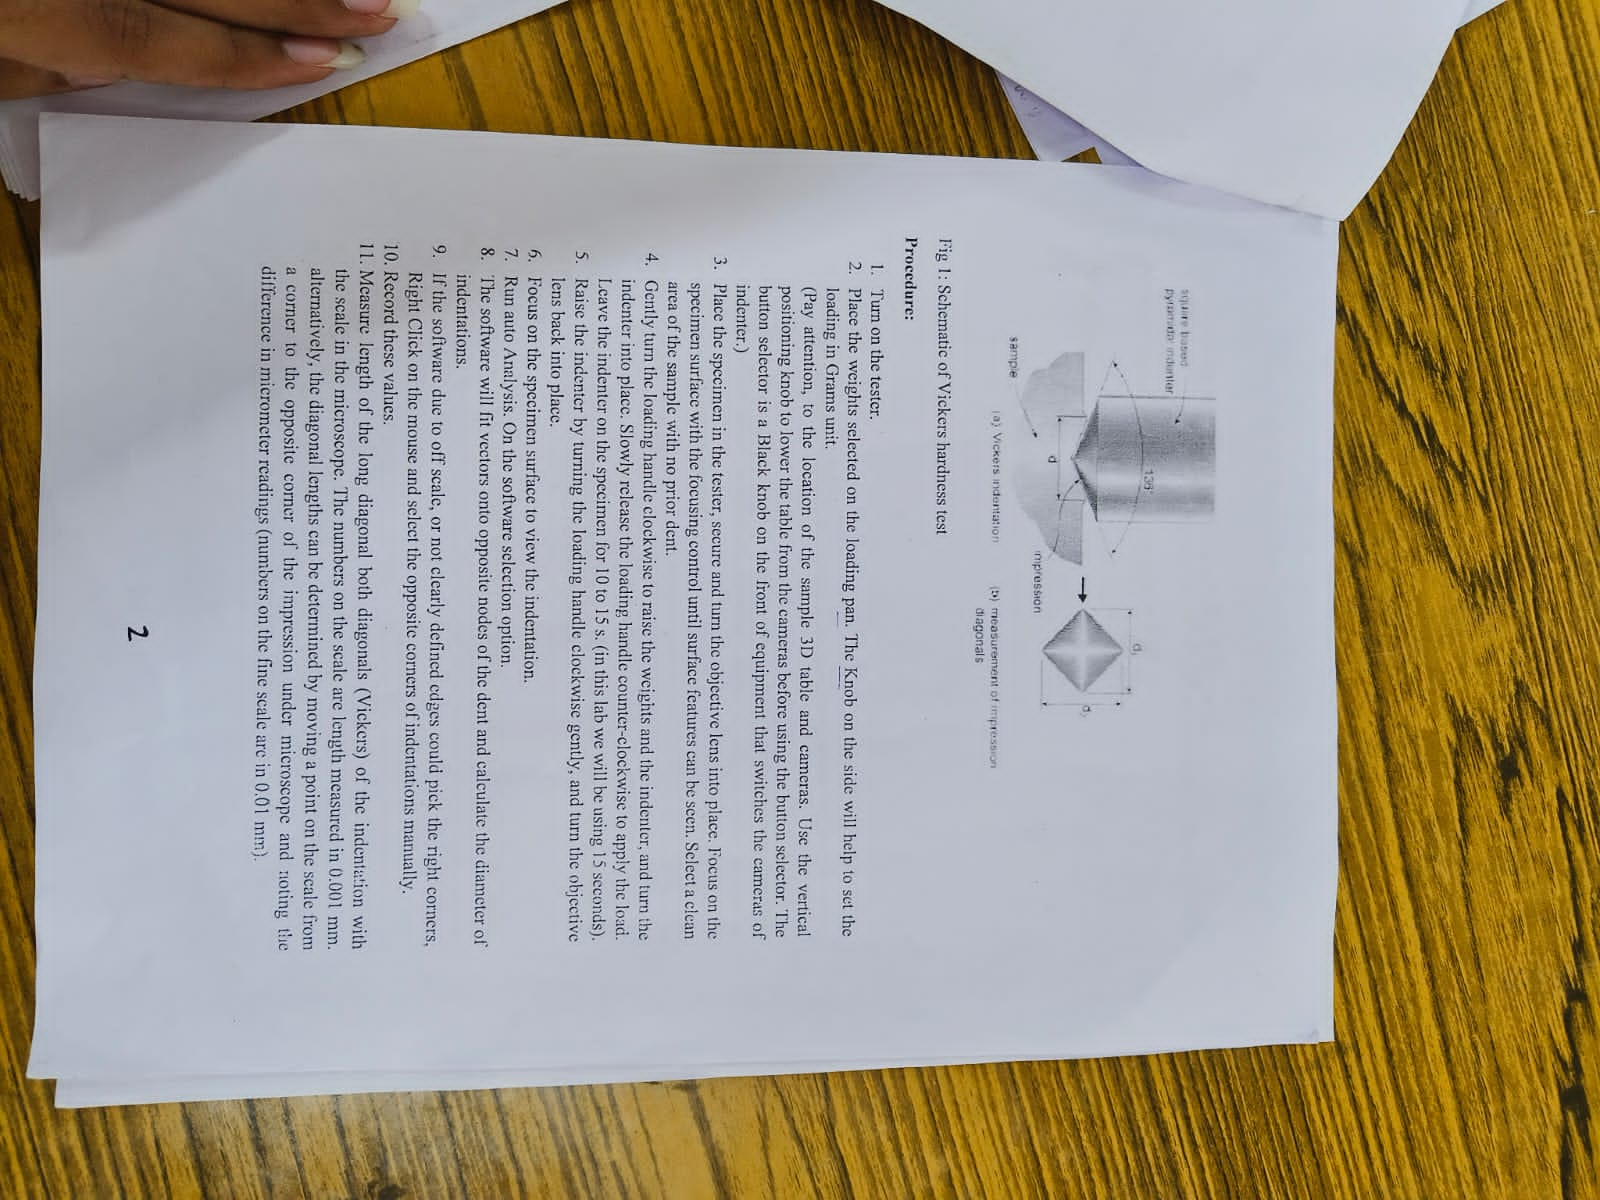 square based
pyramidal indenter
136°
d
sample
impression
d₁
d₂
(a) Vickers indentation
(b) measurement of impression
diagonals
Fig 1: Schematic of Vickers hardness test
Procedure:
1. Turn on the tester.
2. Place the weights selected on the loading pan. The Knob on the side will help to set the
loading in Grams unit.
(Pay attention, to the location of the sample 3D table and cameras. Use the vertical
positioning knob to lower the table from the cameras before using the button selector. The
button selector is a Black knob on the front of equipment that switches the cameras of
indenter.)
3. Place the specimen in the tester, secure and turn the objective lens into place. Focus on the
specimen surface with the focusing control until surface features can be seen. Select a clean
area of the sample with no prior dent.
4. Gently turn the loading handle clockwise to raise the weights and the indenter, and turn the
indenter into place. Slowly release the loading handle counter-clockwise to apply the load.
Leave the indenter on the specimen for 10 to 15 s. (in this lab we will be using 15 seconds).
5. Raise the indenter by turning the loading handle clockwise gently, and turn the objective
lens back into place.
6. Focus on the specimen surface to view the indentation.
7. Run auto Analysis. On the software selection option.
8. The software will fit vectors onto opposite nodes of the dent and calculate the diameter of
indentations.
9. If the software due to off scale, or not clearly defined edges could pick the right corners,
Right Click on the mouse and select the opposite corners of indentations manually.
10. Record these values.
11. Measure length of the long diagonal both diagonals (Vickers) of the indentation with
the scale in the microscope. The numbers on the scale are length measured in 0.001 mm.
alternatively, the diagonal lengths can be determined by moving a point on the scale from
a corner to the opposite corner of the impression under microscope and noting the
difference in micrometer readings (numbers on the fine scale are in 0.01 mm).
2